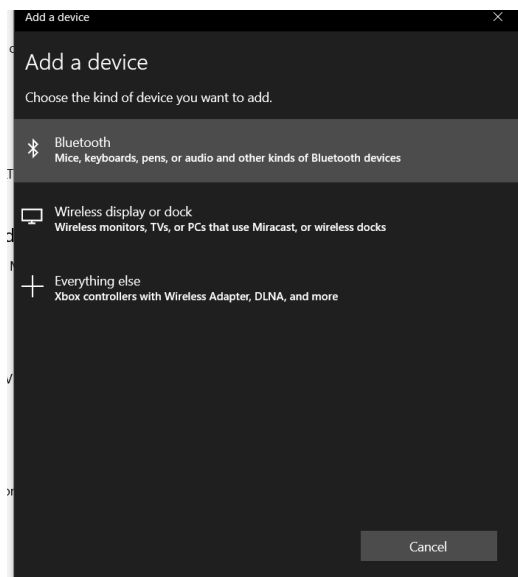 Add a device
Add a device
Choose the kind of device you want to add.
Bluetooth
Mice, keyboards, pens, or audio and other kinds of Bluetooth devices
Wireless display or dock
Wireless monitors, TVs, or PCs that use Miracast, or wireless docks
Everything else
Xbox controllers with Wireless Adapter, DLNA, and more
Cancel